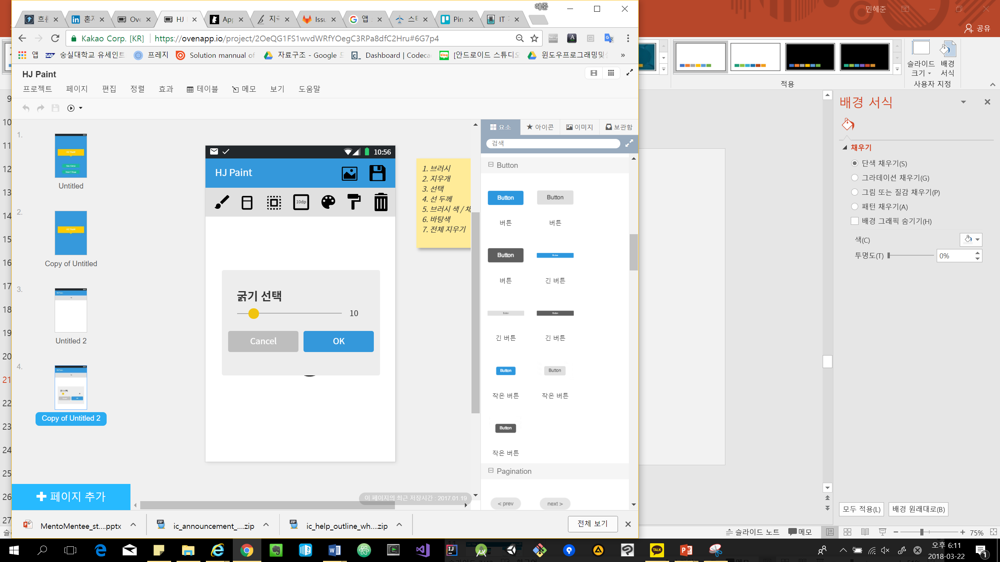 혜준
민혜준
공유
흐름
혼자
Ove
HJ
App
지극
Issu
앱
스트
Pin
IT
Kakao Corp. [KR]
https://ovenapp.io/project/2OeQG1FS1wvdWRfYOegC3RPa8dfC2Hru#6G7p4
앱
숭실대학교 유세인트
프레지
Solution mannual of
자료구조 - Google
Dashboard | Codeca
[안드로이드 스튜디오
윈도우프로그래밍및
»
HJ Paint
프로젝트
페이지
편집
정렬
효과
테이블
메모
보기
도움말
1.
Untitled
2.
Copy of Untitled
3.
Untitled 2
4.
Copy of Untitled 2
페이지 추가
10:56
HJ Paint
10dp
굵기 선택
10
Cancel
OK
1. 브러시
2. 지우개
3. 선택
4. 선 두께
5. 브러시 색 / 채
6. 바탕색
7. 전체 지우기
이 페이지의 최근 저장시간 : 2017.01.19
요소
아이콘
이미지
보관함
검색
Button
Button
Button
버튼
버튼
Button
Button
버튼
긴 버튼
Button
Button
긴 버튼
긴 버튼
Button
Button
작은 버튼
작은 버튼
Button
작은 버튼
Pagination
< prev
next >
MentoMentee_st....pptx
ic_announcement_....zip
ic_help_outline_wh....zip
전체 보기
9
10
11
12
13
14
15
16
17
18
19
20
21
22
23
24
25
26
27
슬라이드
크기
배경
서식
적용
사용자 지정
배경 서식
채우기
단색 채우기(S)
그라데이션 채우기(G)
그림 또는 질감 채우기(P)
패턴 채우기(A)
배경 그래픽 숨기기(H)
색(C)
투명도(T)
0%
모두 적용(L)
배경 원래대로(B)
슬라이드 노트
메모
75%
TALK
오후 6:11
2018-03-22
1